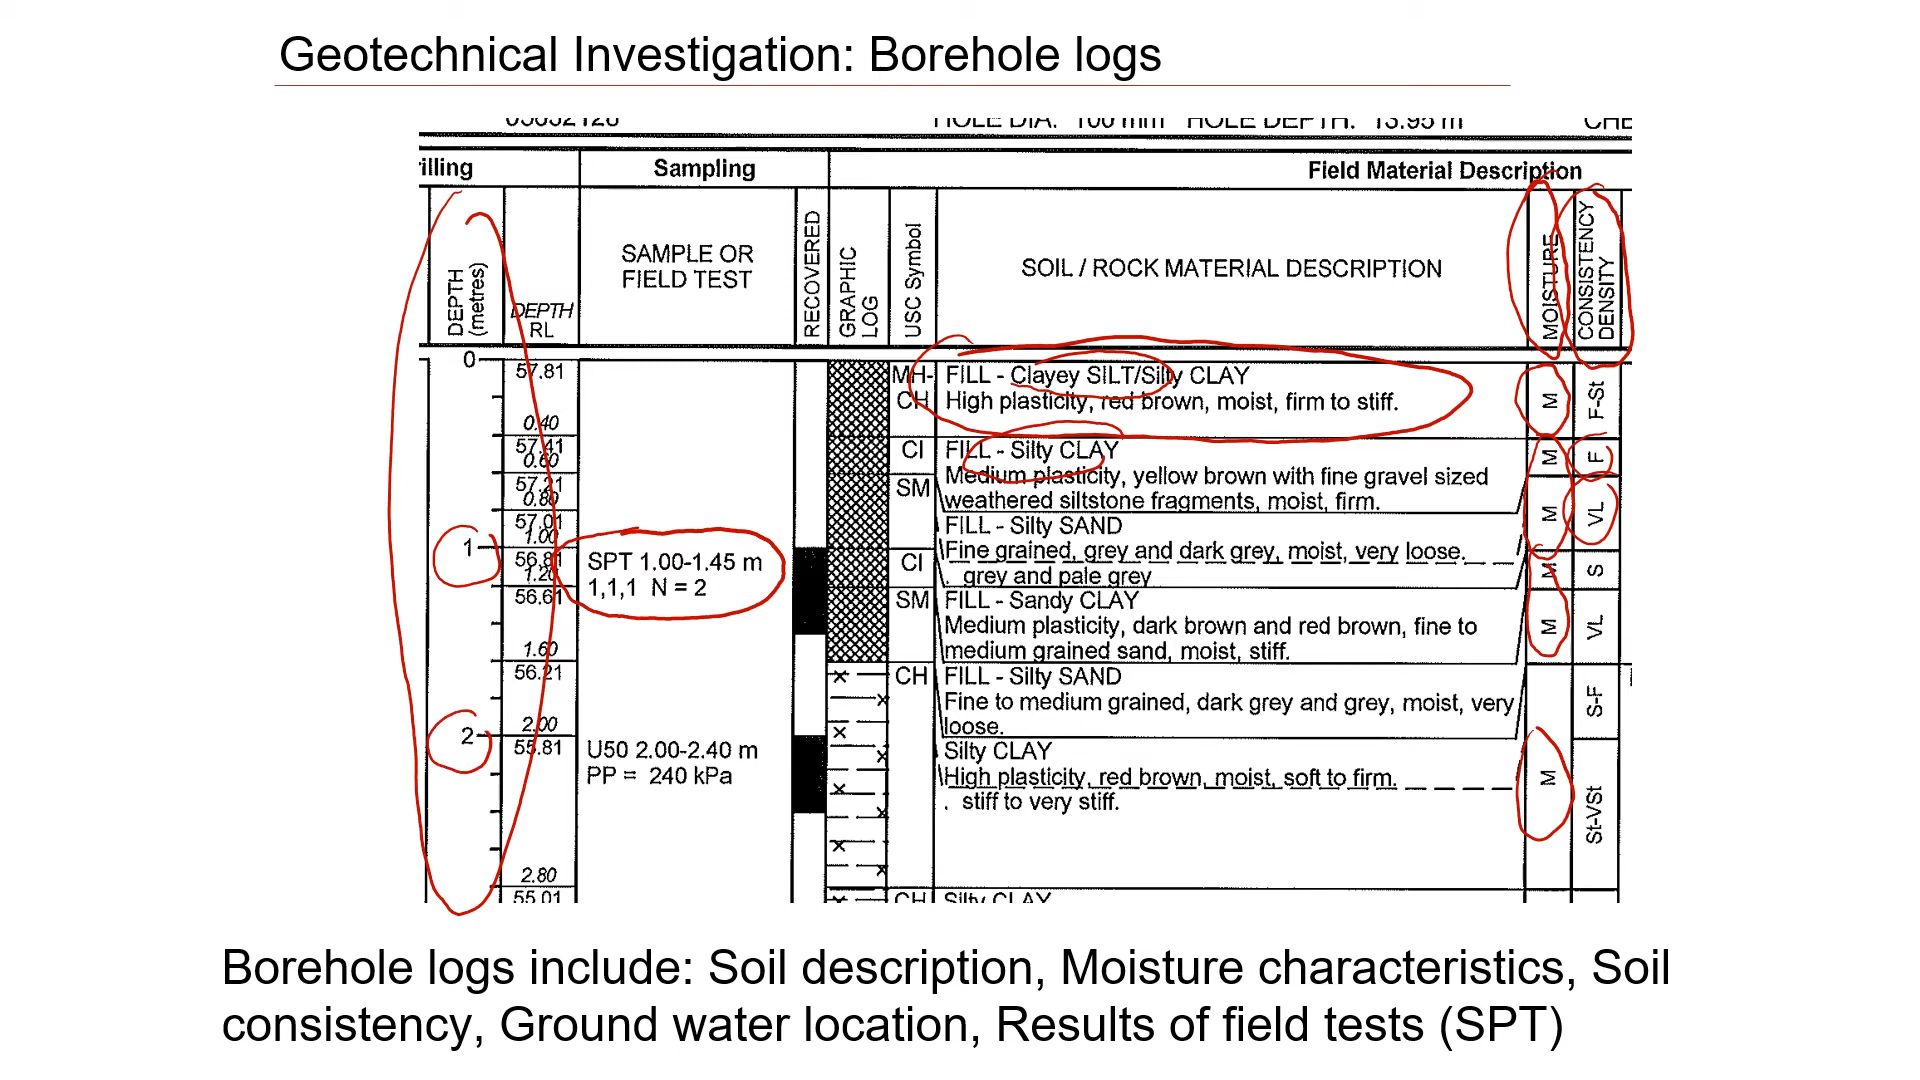 Geotechnical Investigation: Borehole logs
HOLE DIA: 100 mm HOLE DEPTH: 13.95 m
illing
Sampling
Field Material Description
DEPTH
(metres)
DEPTH
RL
SAMPLE OR
FIELD TEST
RECOVERED
GRAPHIC
LOG
USC Symbol
SOIL / ROCK MATERIAL DESCRIPTION
MOISTURE
CONSISTENCY
DENSITY
0
57.81
MH-
CH
FILL - Clayey SILT/Silty CLAY
High plasticity, red brown, moist, firm to stiff.
M
F-St
0.40
57.41
CI
FILL - Silty CLAY
Medium plasticity, yellow brown with fine gravel sized
weathered siltstone fragments, moist, firm.
M
F
0.60
57.21
SM
FILL - Silty SAND
Fine grained, grey and dark grey, moist, very loose.
M
VL
0.80
57.01
. grey and pale grey
1
1.00
56.81
SPT 1.00-1.45 m
1,1,1 N = 2
CI
FILL - Sandy CLAY
Medium plasticity, dark brown and red brown, fine to
medium grained sand, moist, stiff.
M
S
1.20
56.61
SM
FILL - Silty SAND
Fine to medium grained, dark grey and grey, moist, very
loose.
M
VL
1.60
56.21
CH
Silty CLAY
High plasticity, red brown, moist, soft to firm.
S-F
2
2.00
55.81
U50 2.00-2.40 m
PP = 240 kPa
. stiff to very stiff.
M
St-VSt
2.80
55.01
CH
Silty CLAY
Borehole logs include: Soil description, Moisture characteristics, Soil
consistency, Ground water location, Results of field tests (SPT)